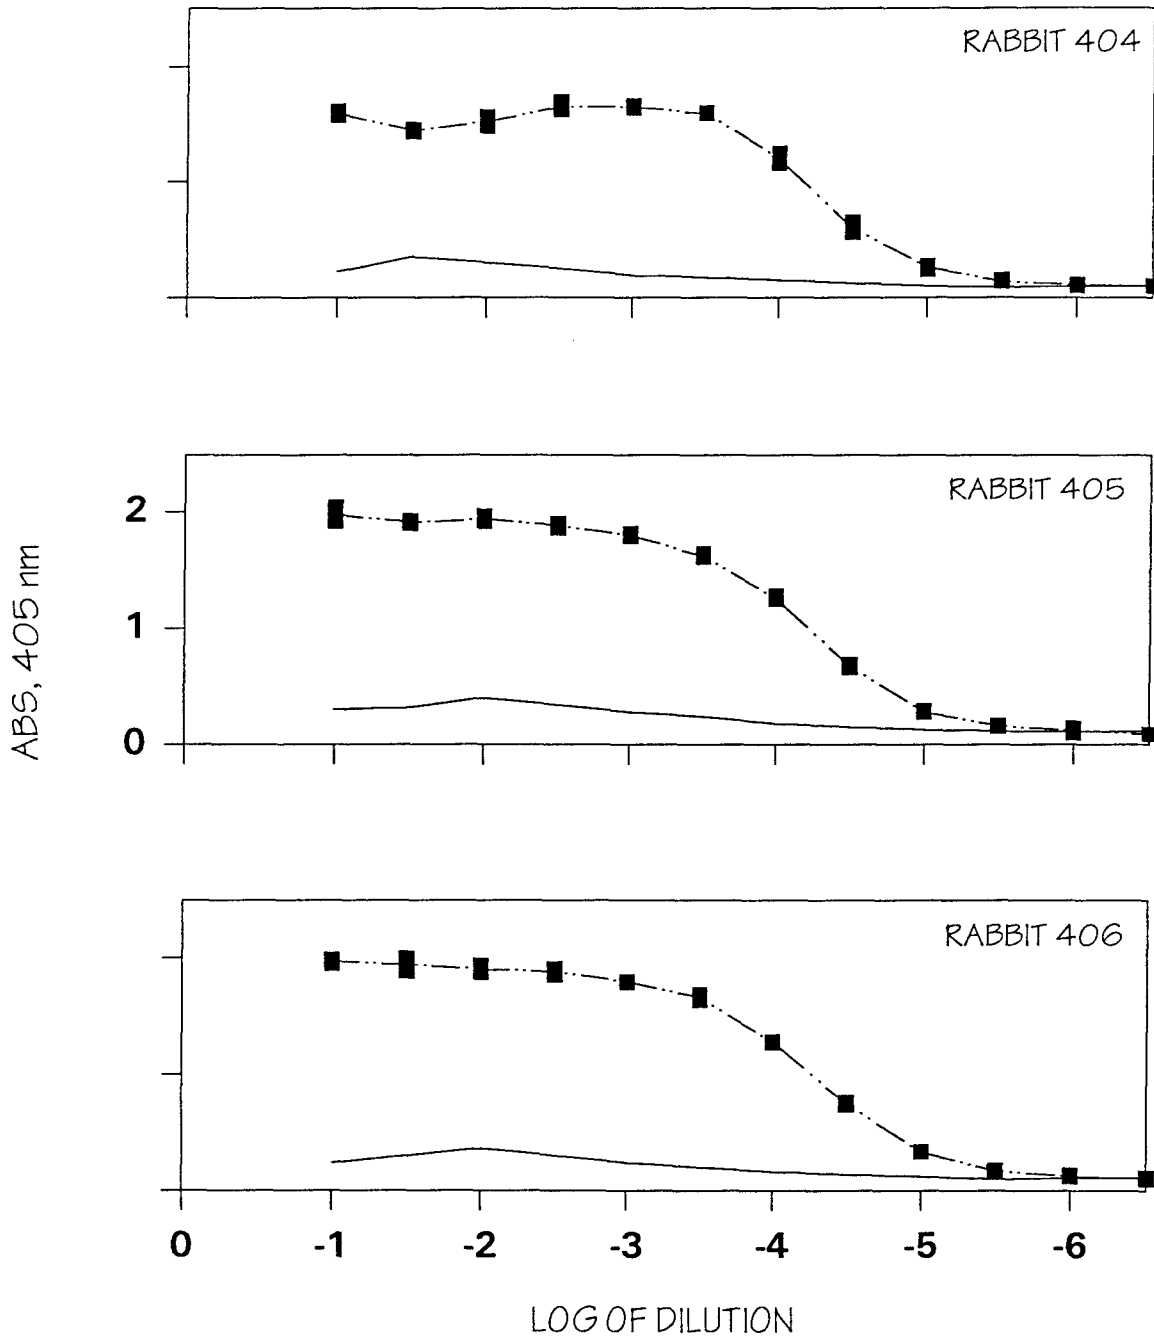 RABBIT 404
RABBIT 405
ABS, 405 nm
2
1
0
RABBIT 406
0 -1 -2 -3 -4 -5 -6
LOG OF DILUTION